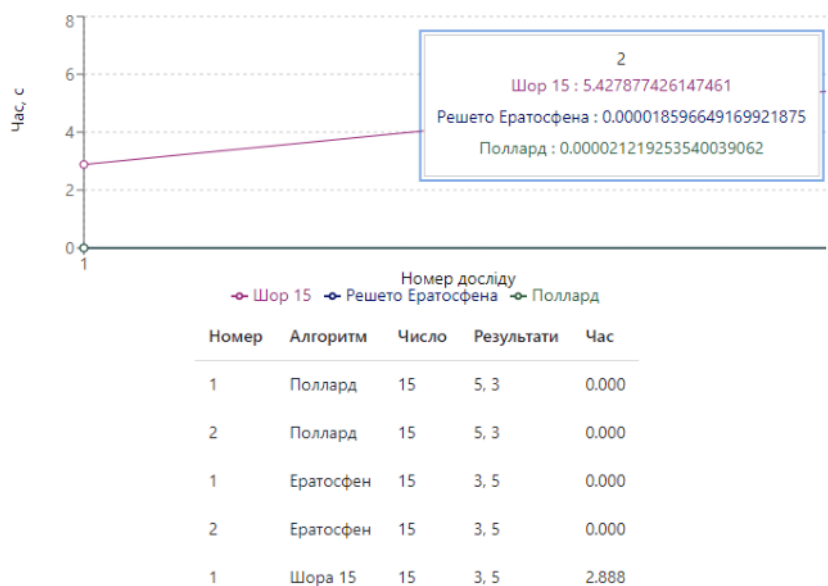 8
6
4
2
0
Час, с
2
Шор 15 : 5.427877426147461
Решето Ератосфена : 0.000018596649169921875
Поллард : 0.000021219253540039062
1
Номер досліду
Шор 15 Решето Ератосфена Поллард
Номер Алгоритм Число Результати Час
1 Поллард 15 5, 3 0.000
2 Поллард 15 5, 3 0.000
1 Ератосфен 15 3, 5 0.000
2 Ератосфен 15 3, 5 0.000
1 Шора 15 15 3, 5 2.888